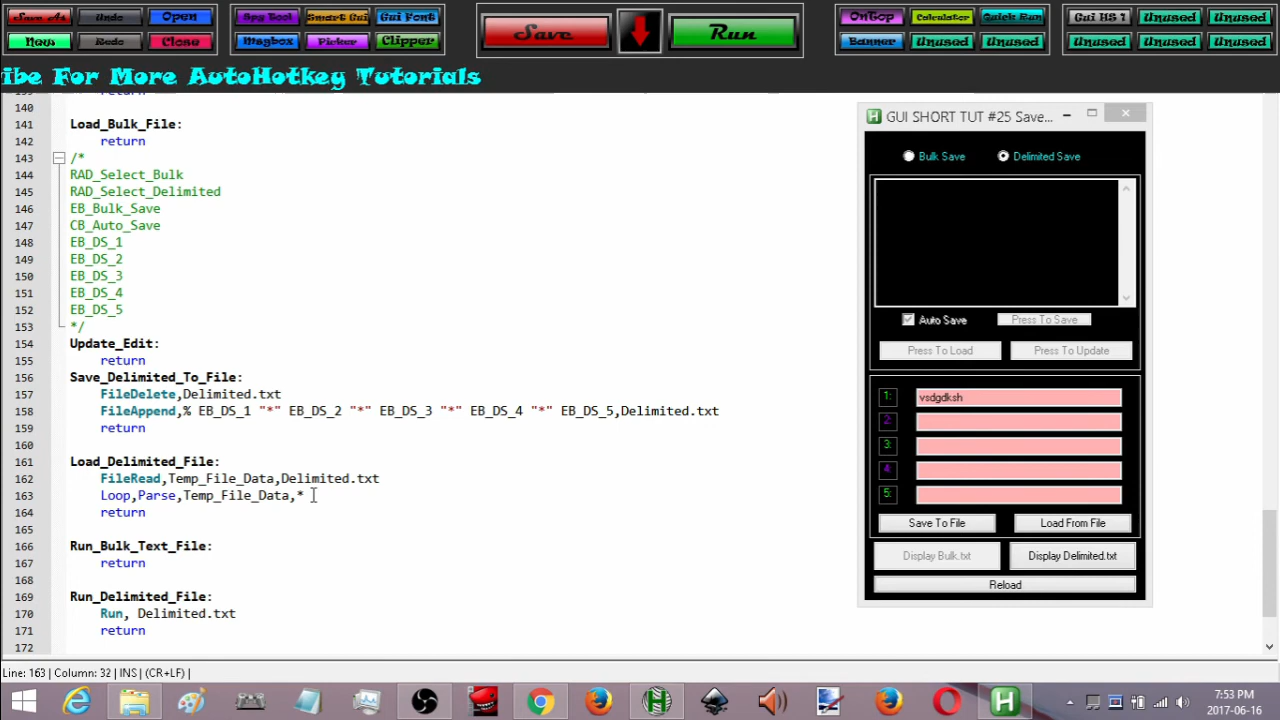 Save As Undo Open Spy Tool Smart Gui Gui Font Save Run OnTop Calculator Quick Run Gui HS 1 Unused Unused
New Redo Close Msgbox Picker Clipper Banner Unused Unused Unused Unused Unused
ibe For More AutoHotkey Tutorials
140
141 Load_Bulk_File:
142 return
143 /*
144 RAD_Select_Bulk
145 RAD_Select_Delimited
146 EB_Bulk_Save
147 CB_Auto_Save
148 EB_DS_1
149 EB_DS_2
150 EB_DS_3
151 EB_DS_4
152 EB_DS_5
153 */
154 Update_Edit:
155 return
156 Save_Delimited_To_File:
157 FileDelete,Delimited.txt
158 FileAppend,% EB_DS_1 "*" EB_DS_2 "*" EB_DS_3 "*" EB_DS_4 "*" EB_DS_5,Delimited.txt
159 return
160
161 Load_Delimited_File:
162 FileRead,Temp_File_Data,Delimited.txt
163 Loop,Parse,Temp_File_Data,*
164 return
165
166 Run_Bulk_Text_File:
167 return
168
169 Run_Delimited_File:
170 Run, Delimited.txt
171 return
172
GUI SHORT TUT #25 Save...
Bulk Save Delimited Save
Auto Save Press To Save
Press To Load Press To Update
1: vsdgdksh
2:
3:
4:
5:
Save To File Load From File
Display Bulk.txt Display Delimited.txt
Reload
Line: 163 | Column: 32 | INS | (CR+LF) |
7:53 PM
2017-06-16